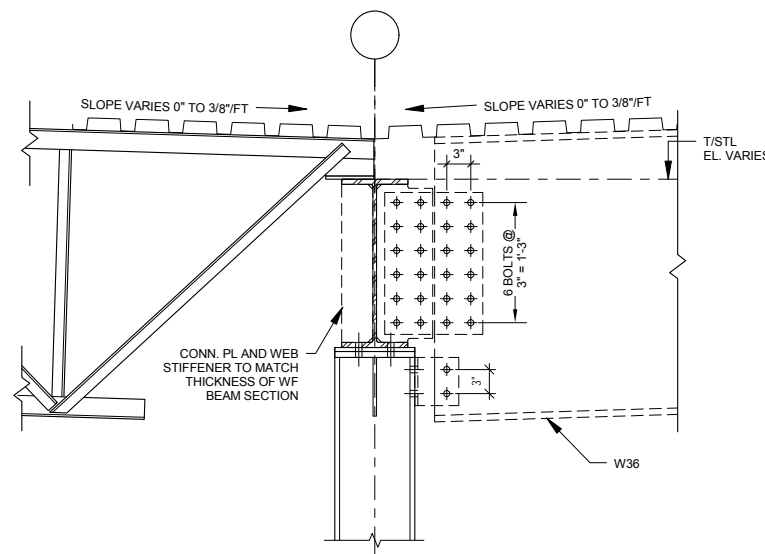 SLOPE VARIES 0" TO 3/8"/FT
SLOPE VARIES 0" TO 3/8"/FT
3"
T/STL
EL. VARIES
6 BOLTS @
3" = 1'-3"
CONN. PL AND WEB
STIFFENER TO MATCH
THICKNESS OF WF
BEAM SECTION
3"
W36